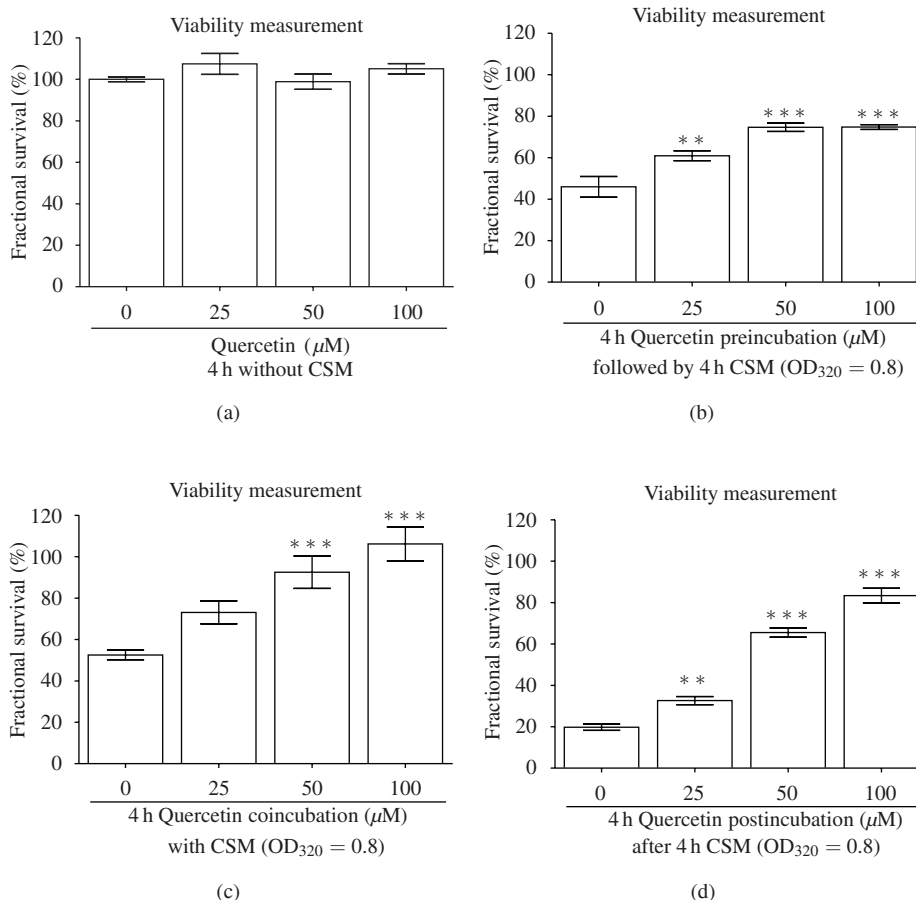 Viability measurement
Fractional survival (%)
120
100
80
60
40
20
0
∗∗
∗∗∗
∗∗∗
0 25 50 100
4 h Quercetin preincubation (μM)
followed by 4 h CSM (OD320 = 0.8)
(b)
Viability measurement
Fractional survival (%)
120
100
80
60
40
20
0
0 25 50 100
Quercetin (μM)
4 h without CSM
(a)
Viability measurement
Fractional survival (%)
120
100
80
60
40
20
0
∗∗∗
∗∗∗
0 25 50 100
4 h Quercetin coincubation (μM)
with CSM (OD320 = 0.8)
(c)
Viability measurement
Fractional survival (%)
120
100
80
60
40
20
0
∗∗
∗∗∗
∗∗∗
0 25 50 100
4 h Quercetin postincubation (μM)
after 4 h CSM (OD320 = 0.8)
(d)